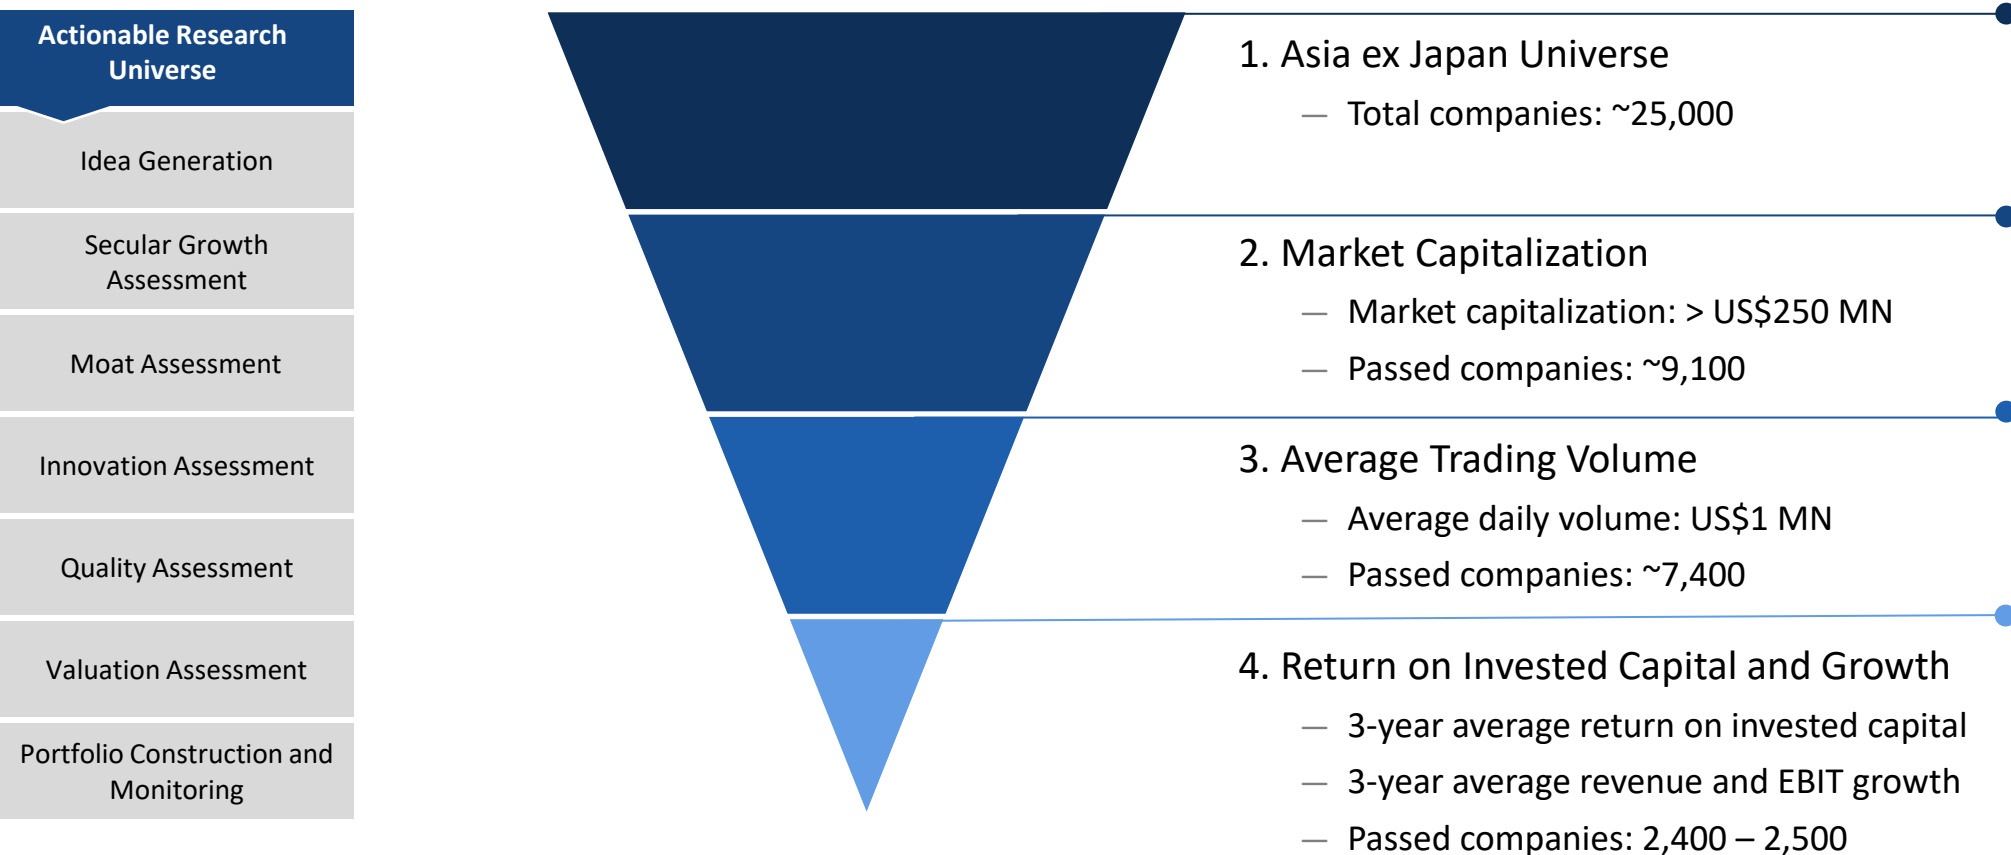 Actionable Research
Universe
Idea Generation
Secular Growth
Assessment
Moat Assessment
Innovation Assessment
Quality Assessment
Valuation Assessment
Portfolio Construction and
Monitoring
1. Asia ex Japan Universe
— Total companies: ~25,000
2. Market Capitalization
— Market capitalization: > US$250 MN
— Passed companies: ~9,100
3. Average Trading Volume
— Average daily volume: US$1 MN
— Passed companies: ~7,400
4. Return on Invested Capital and Growth
— 3-year average return on invested capital
— 3-year average revenue and EBIT growth
— Passed companies: 2,400 – 2,500